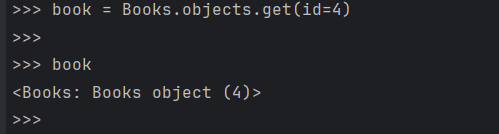 >>> book = Books.objects.get(id=4)
>>>
>>> book
<Books: Books object (4)>
>>>